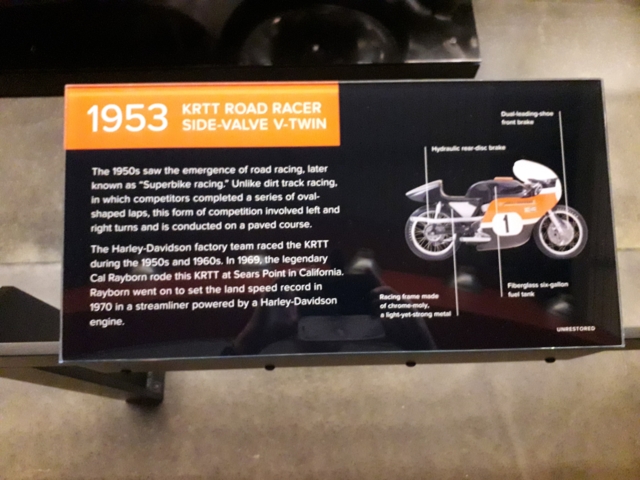 1953
KRTT ROAD RACER
SIDE-VALVE V-TWIN
The 1950s saw the emergence of road racing, later
known as "Superbike racing." Unlike dirt track racing,
in which competitors completed a series of oval-
shaped laps, this form of competition involved left and
right turns and is conducted on a paved course.
The Harley-Davidson factory team raced the KRTT
during the 1950s and 1960s. In 1969, the legendary
Cal Rayborn rode this KRTT at Sears Point in California.
Rayborn went on to set the land speed record in
1970 in a streamliner powered by a Harley-Davidson
engine.
Dual-leading-shoe
front brake
Hydraulic rear-disc brake
1
Racing frame made
of chrome-moly,
a light-yet-strong metal
Fiberglass six-gallon
fuel tank
UNRESTORED